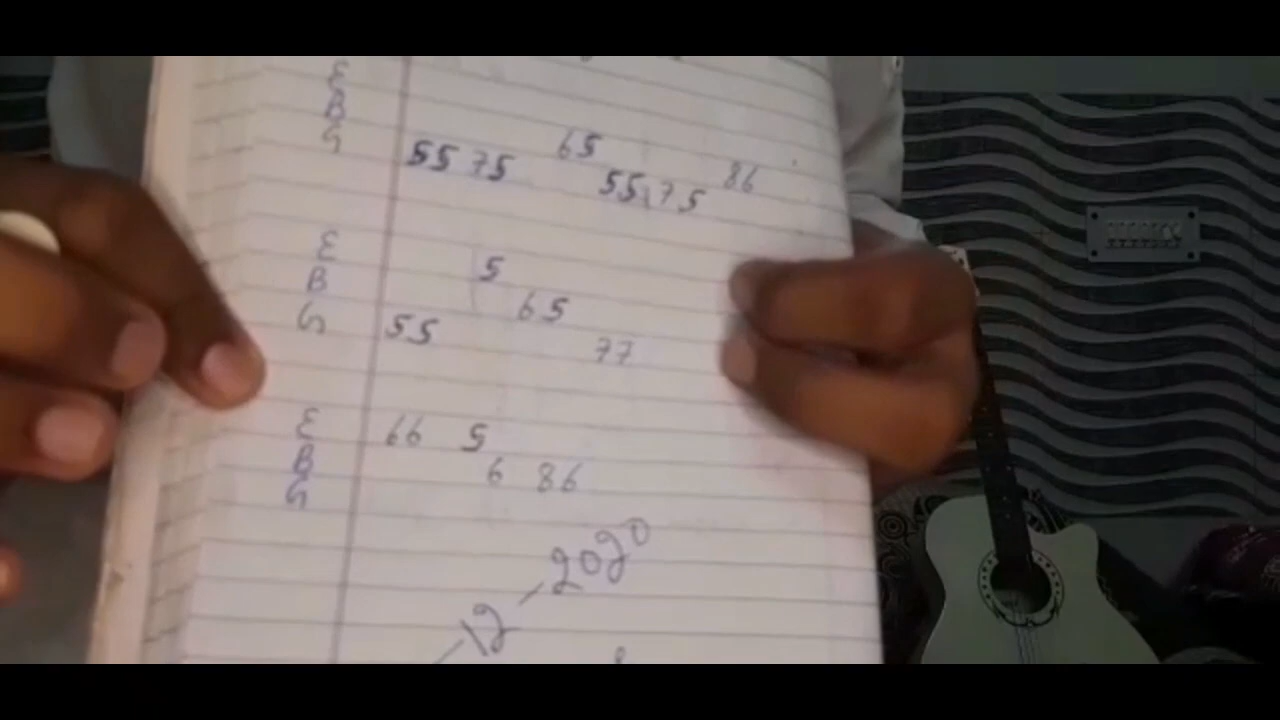 E
B 65
G 55 75 55 75 86
E 5
B 65
G 55 77
E 66 5
B 6 86
G
12 - 2020